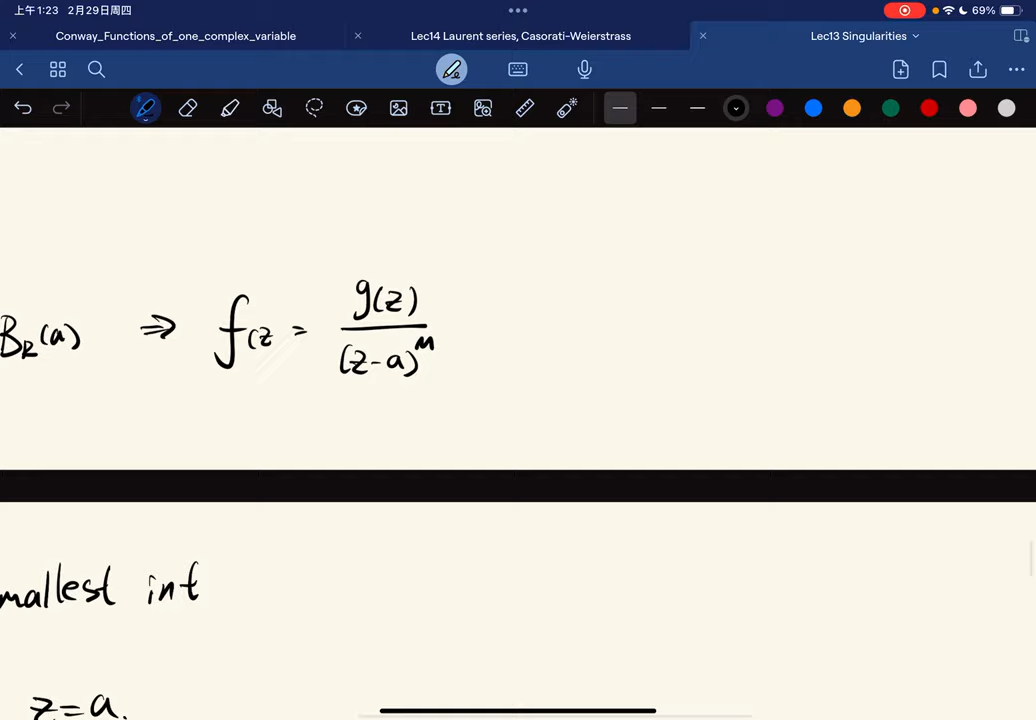 上午1:23 2月29日周四
69%
Conway_Functions_of_one_complex_variable
Lec14 Laurent series, Casorati-Weierstrass
Lec13 Singularities
B_R(a) ⇒ f(z = g(z)/(z-a)^M
mallest int
z=a.